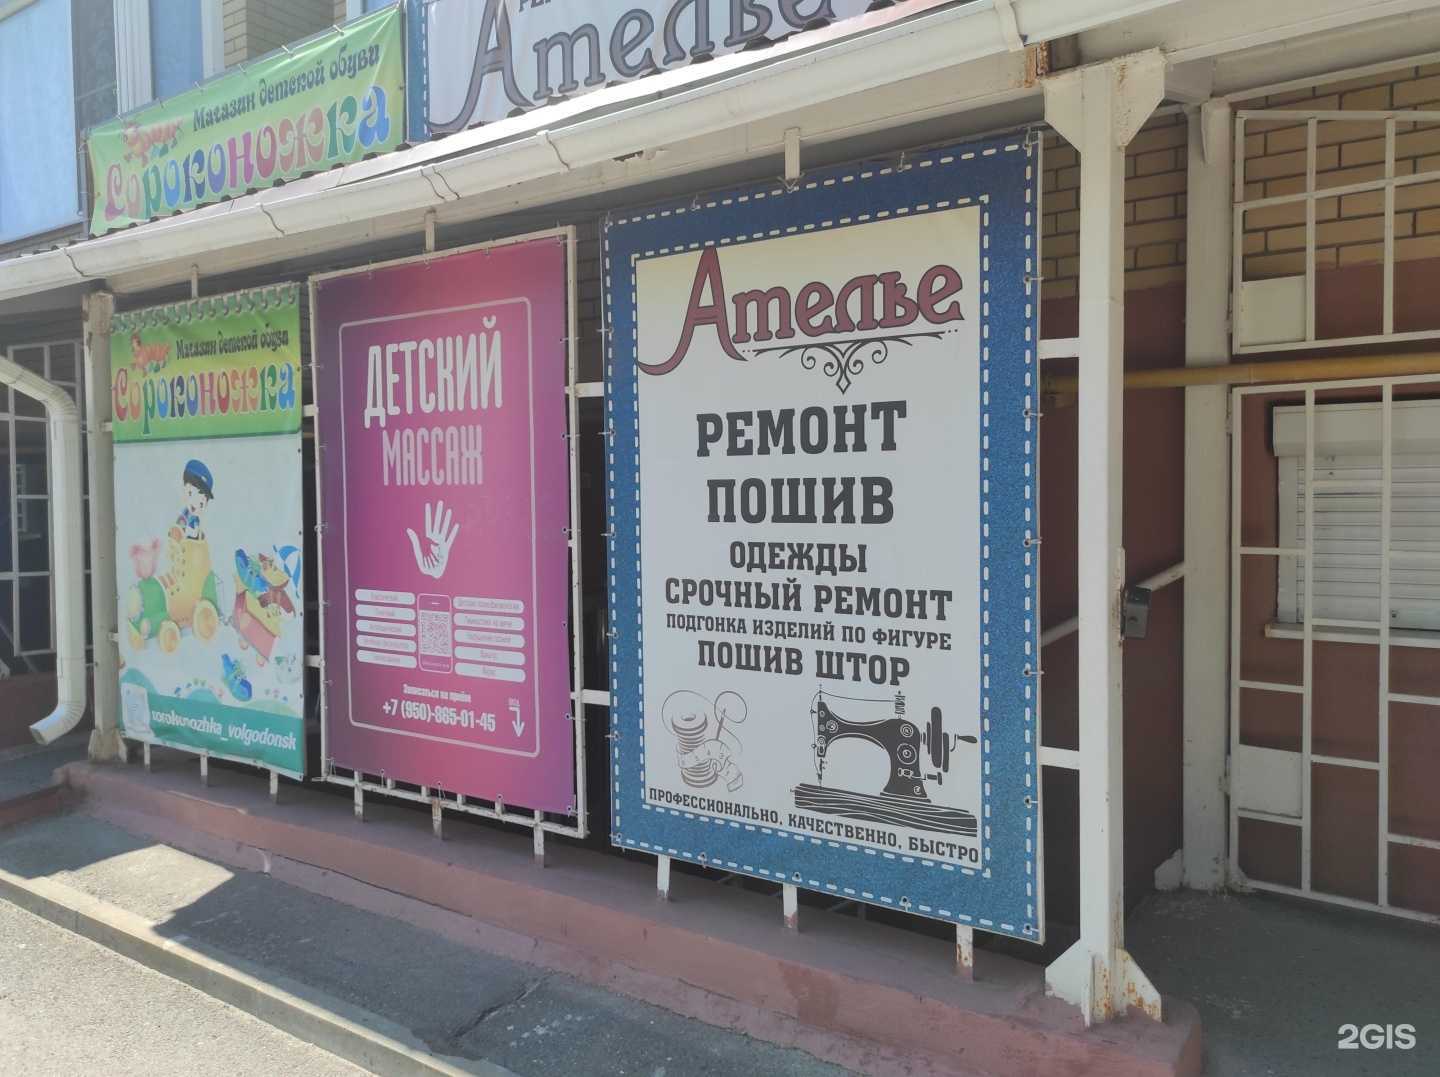 Магазин детской обуви
Сороконожка
Ателье
Магазин детской обуви
Сороконожка
sorokonozhka_volgodonsk
ДЕТСКИЙ
МАССАЖ
Записаться на приём
+7 (950)-865-01-45
Ателье
РЕМОНТ
ПОШИВ
ОДЕЖДЫ
СРОЧНЫЙ РЕМОНТ
ПОДГОНКА ИЗДЕЛИЙ ПО ФИГУРЕ
ПОШИВ ШТОР
ПРОФЕССИОНАЛЬНО, КАЧЕСТВЕННО, БЫСТРО
2GIS